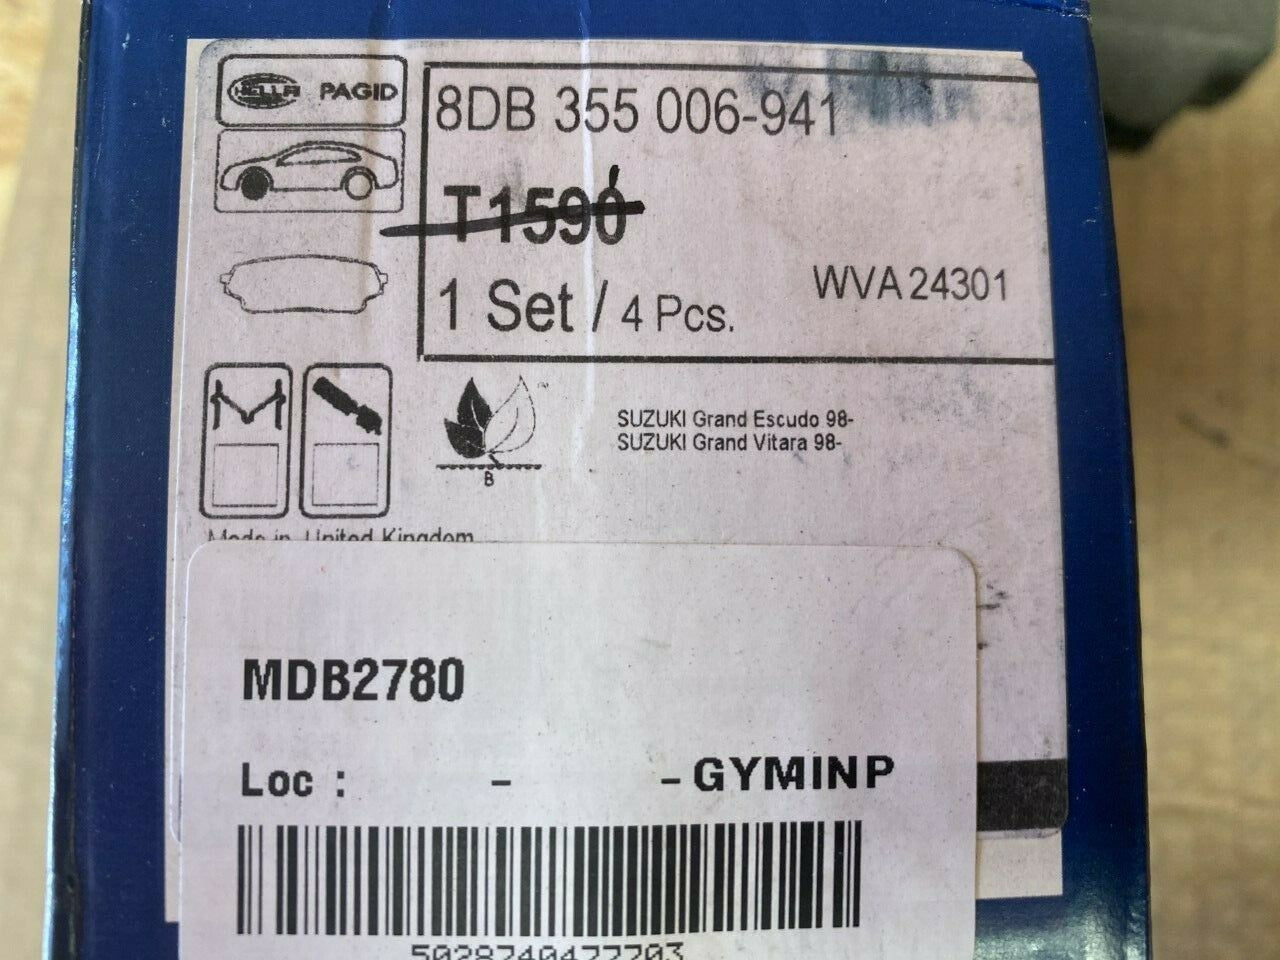 HELLA PAGID
8DB 355 006-941
T1590
1 Set / 4 Pcs.
WVA 24301
™
B
SUZUKI Grand Escudo 98-
SUZUKI Grand Vitara 98-
Made in United Kingdom
MDB2780
Loc : - -GYMINP
5028740477703